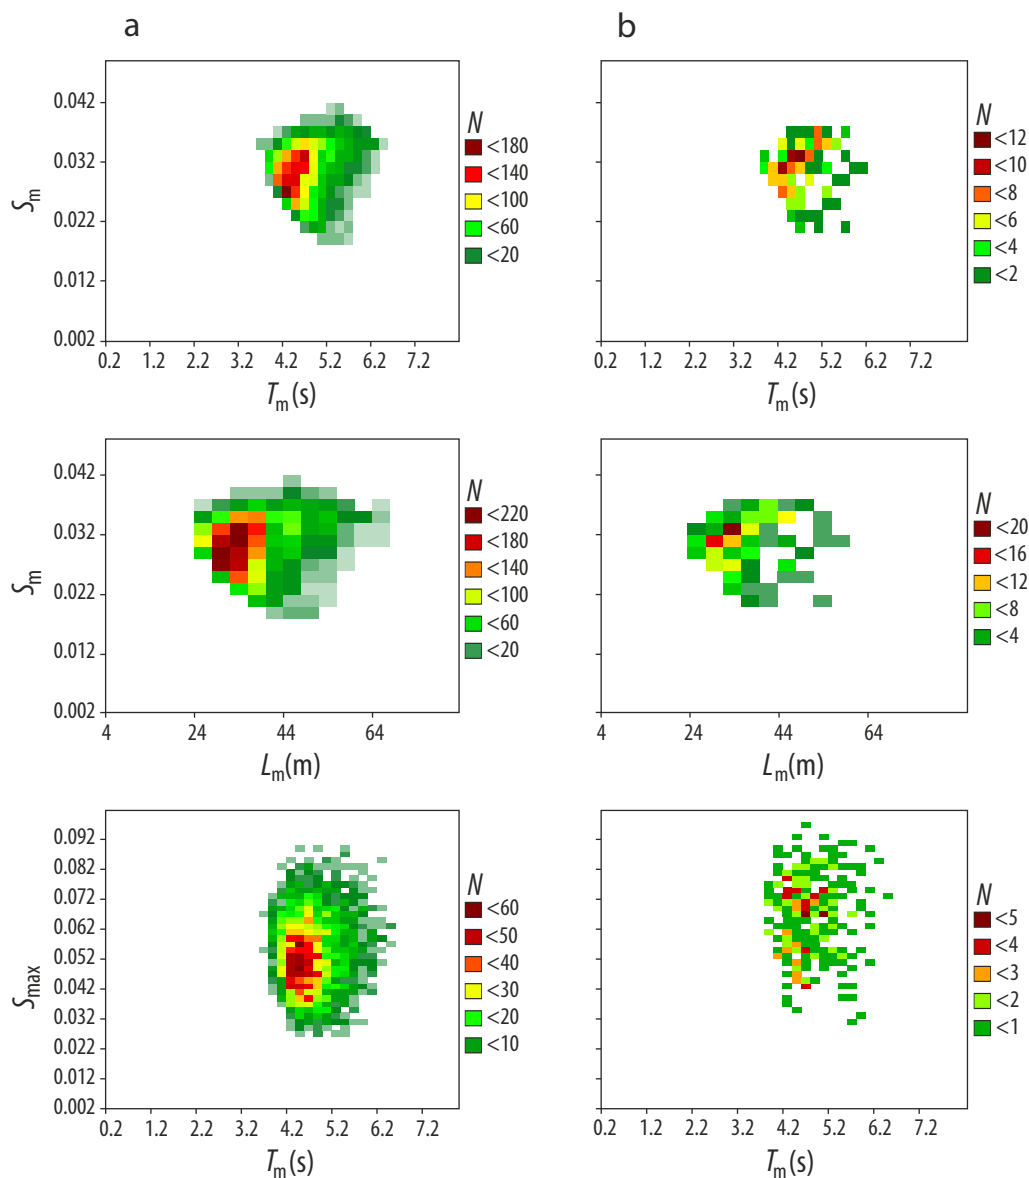 a
b
S_m
0.042
0.032
0.022
0.012
0.002
0.2 1.2 2.2 3.2 4.2 5.2 6.2 7.2
T_m(s)
N
<180
<140
<100
<60
<20
0.2 1.2 2.2 3.2 4.2 5.2 6.2 7.2
T_m(s)
N
<12
<10
<8
<6
<4
<2
S_m
0.042
0.032
0.022
0.012
0.002
4 24 44 64
L_m(m)
N
<220
<180
<140
<100
<60
<20
4 24 44 64
L_m(m)
N
<20
<16
<12
<8
<4
S_max
0.092
0.082
0.072
0.062
0.052
0.042
0.032
0.022
0.012
0.002
0.2 1.2 2.2 3.2 4.2 5.2 6.2 7.2
T_m(s)
N
<60
<50
<40
<30
<20
<10
0.2 1.2 2.2 3.2 4.2 5.2 6.2 7.2
T_m(s)
N
<5
<4
<3
<2
<1